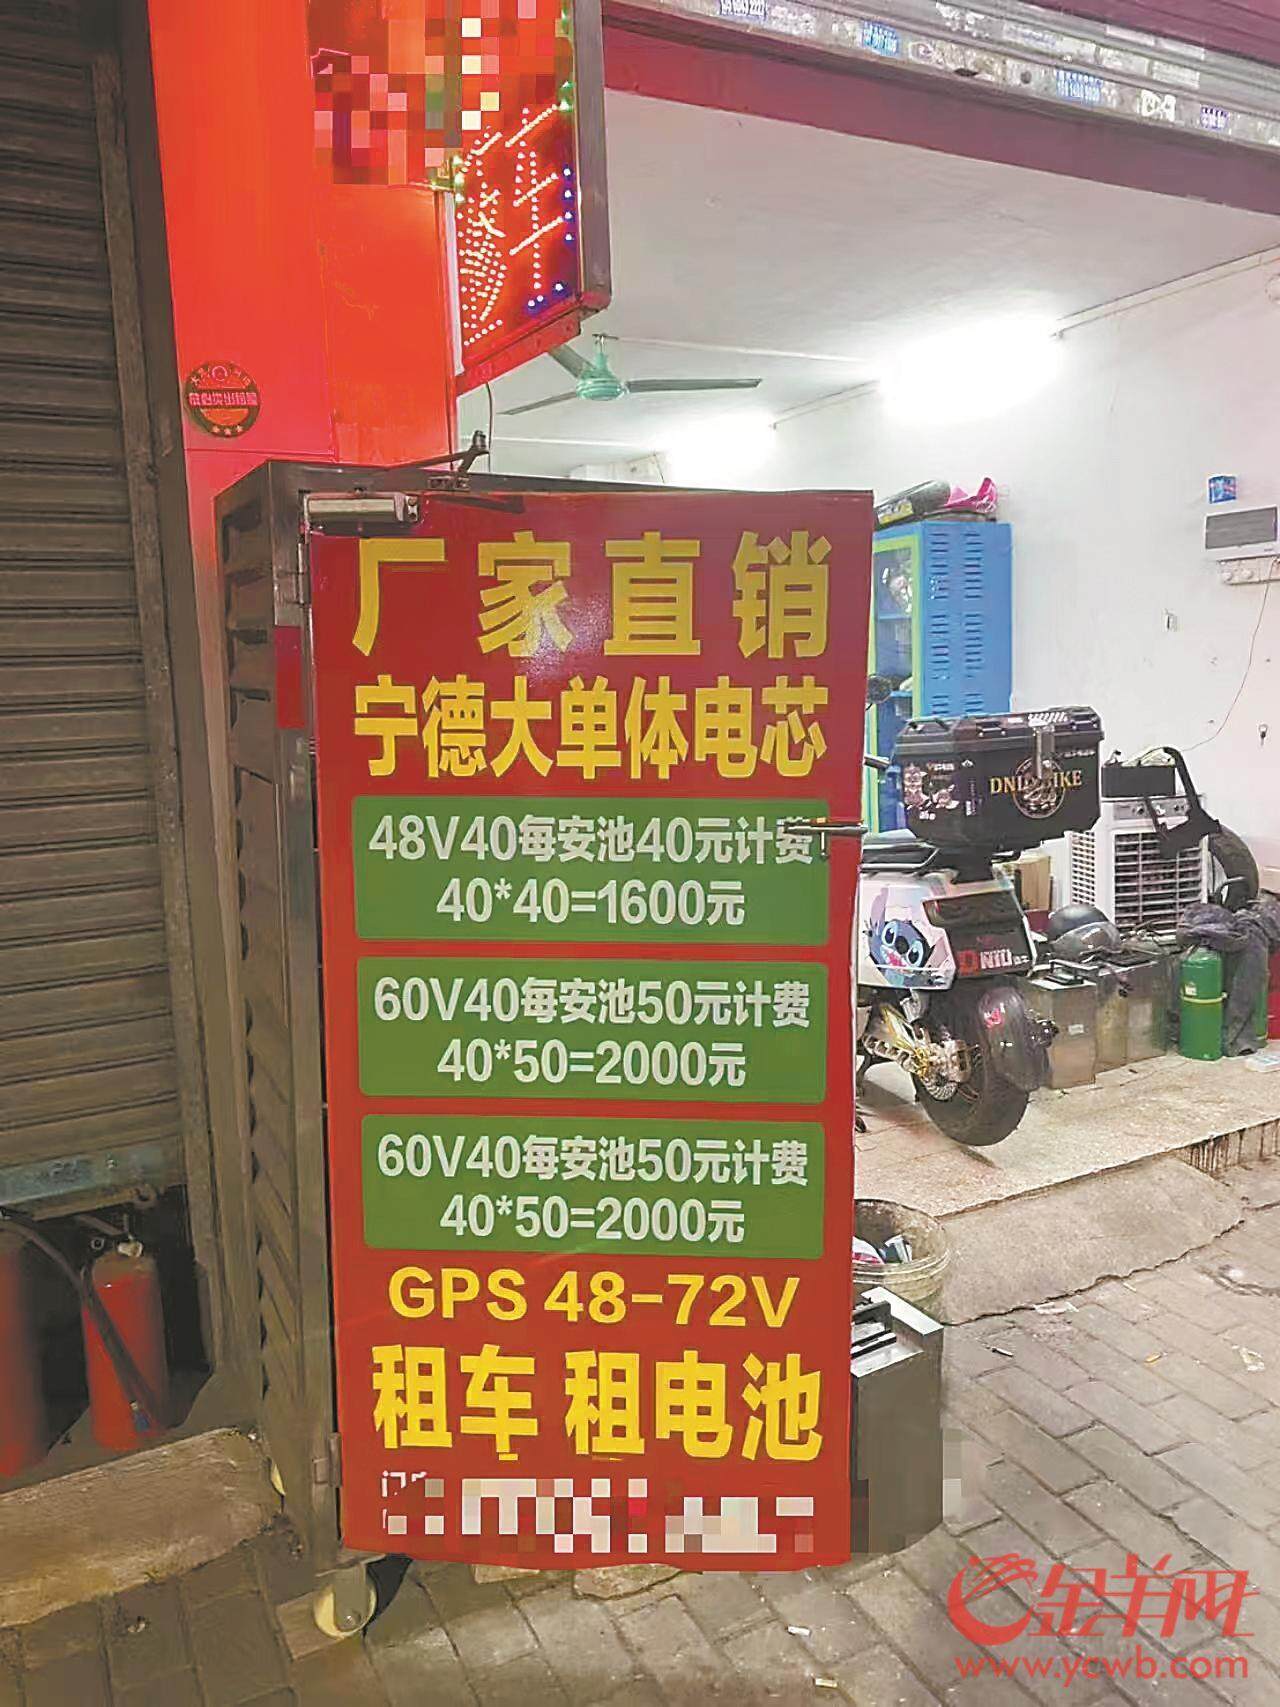 厂家直销
宁德大单体电芯
48V40每安池40元计费
40*40=1600元
60V40每安池50元计费
40*50=2000元
60V40每安池50元计费
40*50=2000元
GPS 48-72V
租车 租电池
金羊网
www.ycwb.com